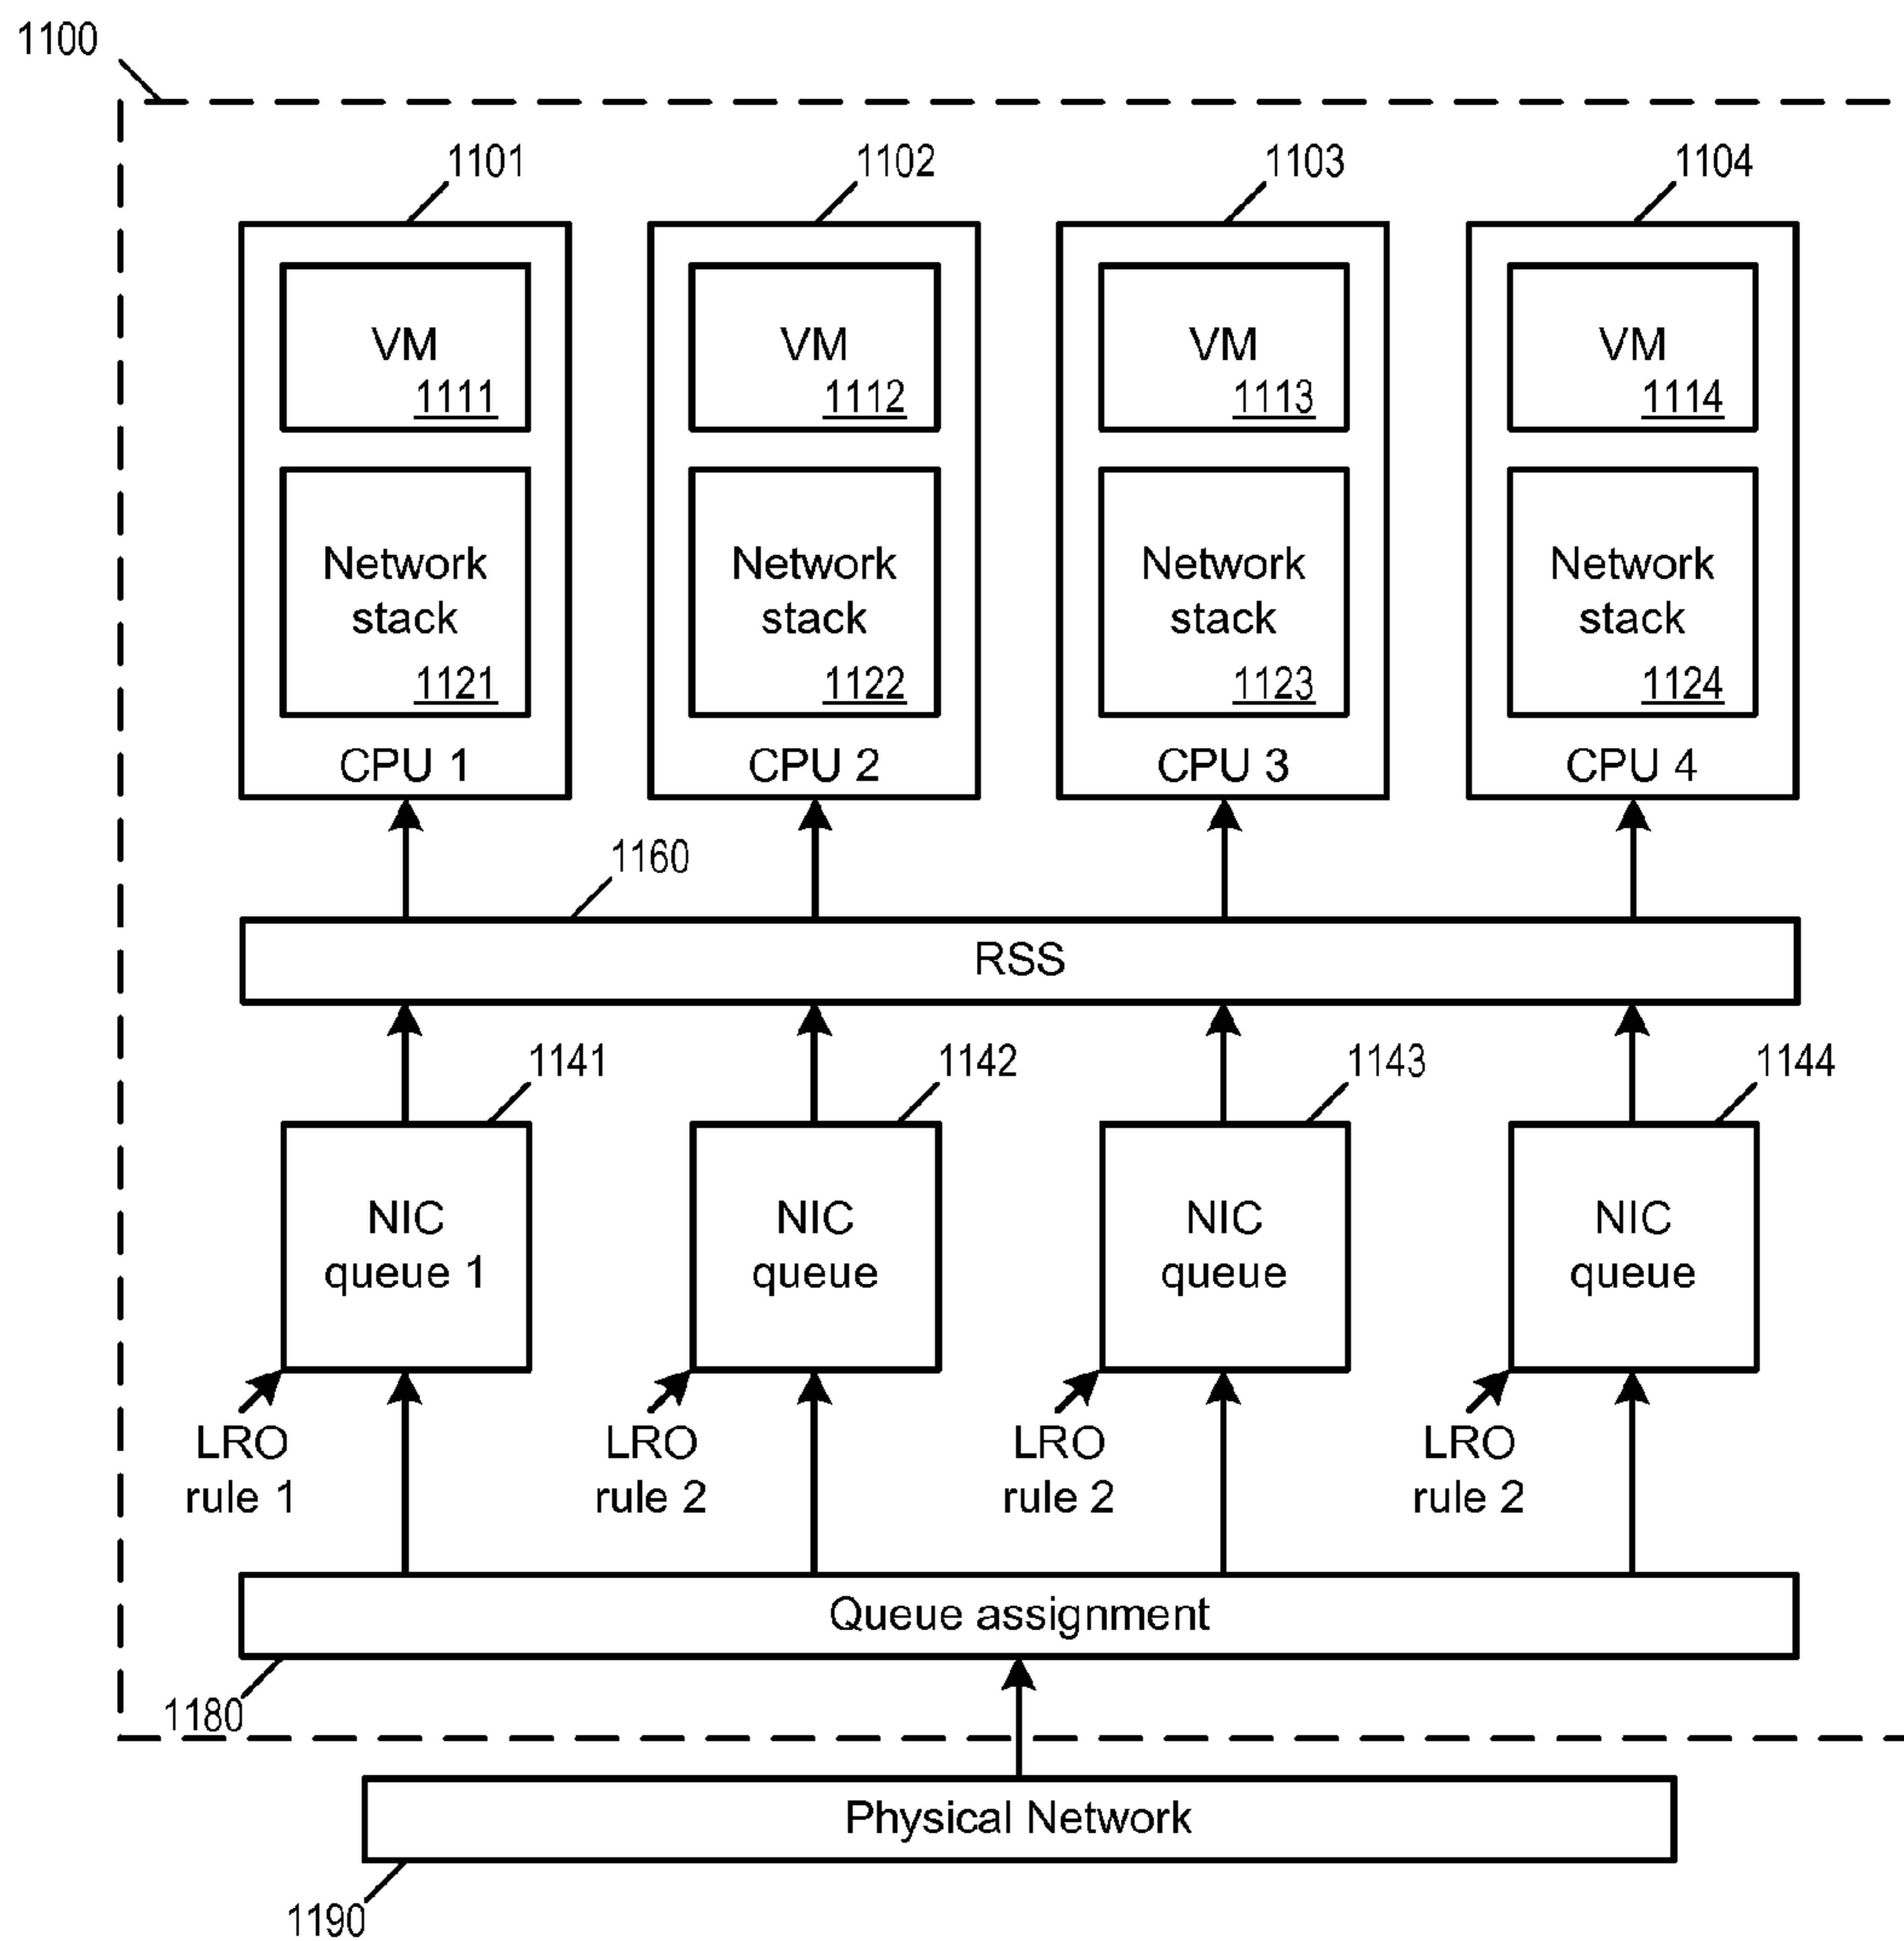 1100
1101 1102 1103 1104
VM VM VM VM
1111 1112 1113 1114
Network Network Network Network
stack stack stack stack
1121 1122 1123 1124
CPU 1 CPU 2 CPU 3 CPU 4
1160
RSS
1141 1142 1143 1144
NIC NIC NIC NIC
queue 1 queue queue queue
LRO LRO LRO LRO
rule 1 rule 2 rule 2 rule 2
Queue assignment
1180
Physical Network
1190